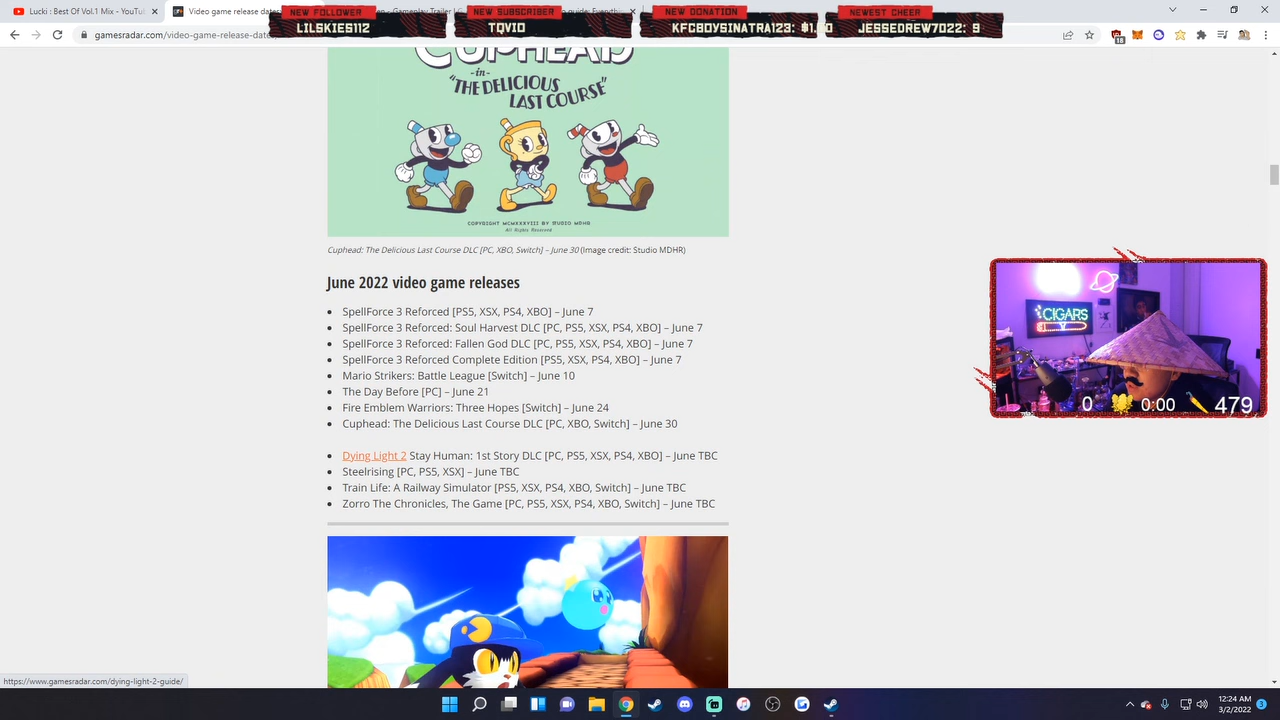 Lucki : Best Of Vol.1 Mix - YouTu
Video game release dates
en - Gameplay Trailer
guide: Everythi
NEW FOLLOWER
LILSKIES112
NEW SUBSCRIBER
TQVIO
NEW DONATION
KFCBOYSINATRA123: $1.
NEWEST CHEER
JESSEDREW7022: 9
gamesradar.com/video-game-release-dates
18
CUPHEAD
-in-
"THE DELICIOUS
LAST COURSE"
COPYRIGHT MCMXXXVIII BY STUDIO MDHR
All Rights Reserved
Cuphead: The Delicious Last Course DLC [PC, XBO, Switch] – June 30 (Image credit: Studio MDHR)
June 2022 video game releases
SpellForce 3 Reforced [PS5, XSX, PS4, XBO] – June 7
SpellForce 3 Reforced: Soul Harvest DLC [PC, PS5, XSX, PS4, XBO] – June 7
SpellForce 3 Reforced: Fallen God DLC [PC, PS5, XSX, PS4, XBO] – June 7
SpellForce 3 Reforced Complete Edition [PS5, XSX, PS4, XBO] – June 7
Mario Strikers: Battle League [Switch] – June 10
The Day Before [PC] – June 21
Fire Emblem Warriors: Three Hopes [Switch] – June 24
Cuphead: The Delicious Last Course DLC [PC, XBO, Switch] – June 30
Dying Light 2 Stay Human: 1st Story DLC [PC, PS5, XSX, PS4, XBO] – June TBC
Steelrising [PC, PS5, XSX] – June TBC
Train Life: A Railway Simulator [PS5, XSX, PS4, XBO, Switch] – June TBC
Zorro The Chronicles, The Game [PC, PS5, XSX, PS4, XBO, Switch] – June TBC
CIGARS
0
0:00
479
https://www.gamesradar.com/dying-light-2-guide/
12:24 AM
3/2/2022